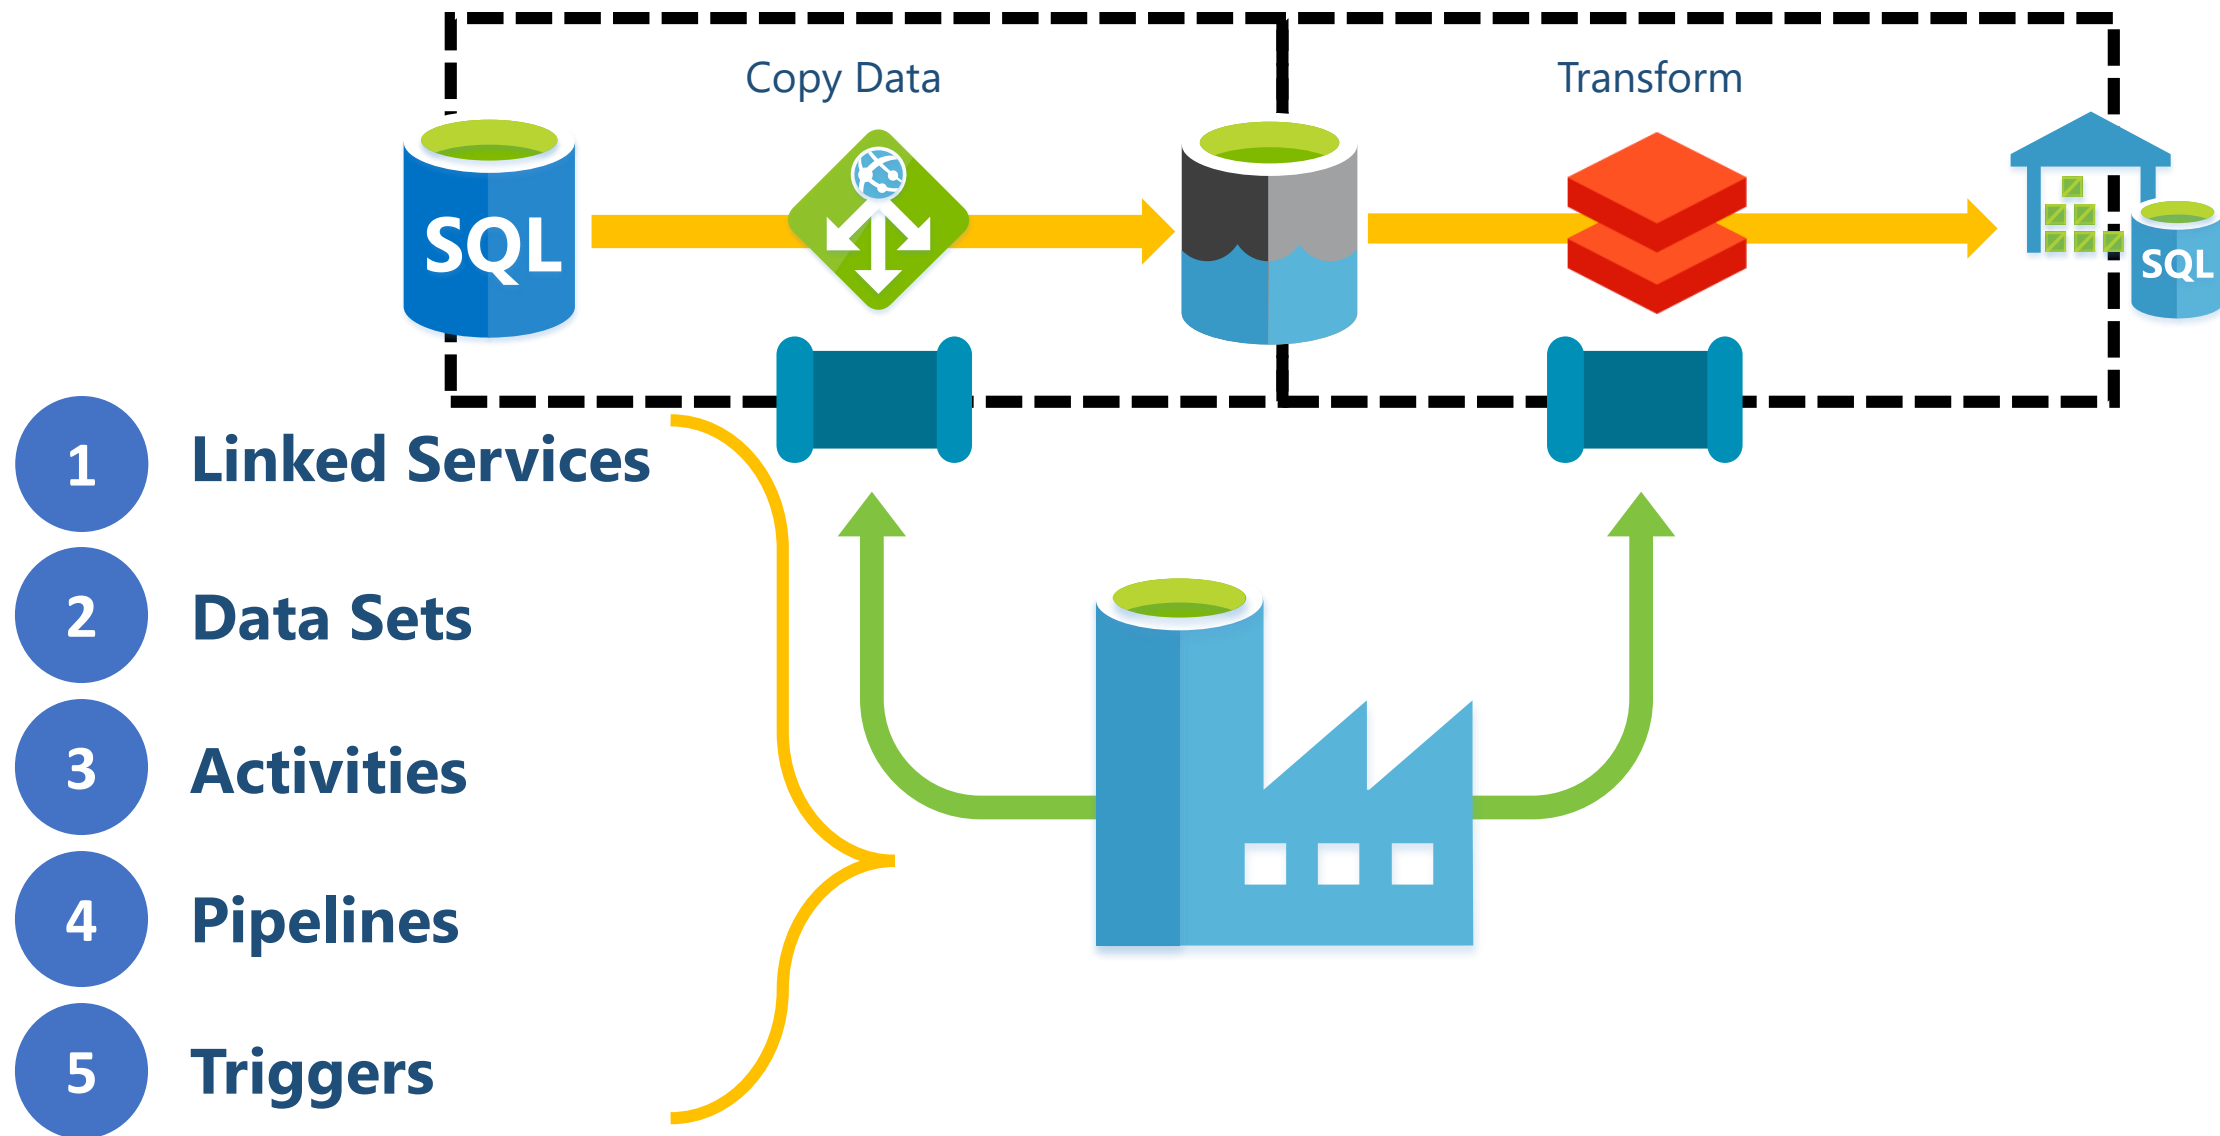 Copy Data
Transform
SQL
SQL
1 Linked Services
2 Data Sets
3 Activities
4 Pipelines
5 Triggers